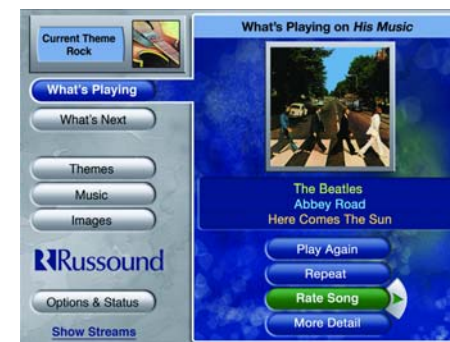 Current Theme
Rock
What's Playing
What's Next
Themes
Music
Images
Russound
Options & Status
Show Streams
What's Playing on His Music
The Beatles
Abbey Road
Here Comes The Sun
Play Again
Repeat
Rate Song
More Detail